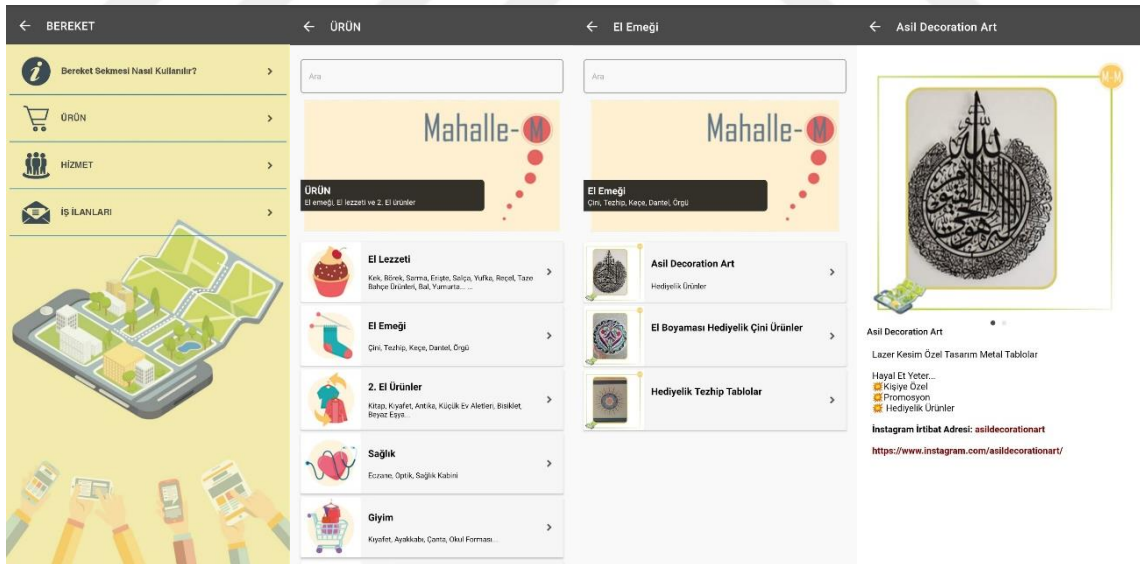 BEREKET
Bereket Sekmesi Nasıl Kullanılır?
ÜRÜN
HİZMET
İŞ İLANLARI
ÜRÜN
Ara
Mahalle-M
ÜRÜN
El emeği, El lezzeti ve 2. El ürünler
El Lezzeti
Kek, Börek, Sarma, Erişte, Salça, Yufka, Reçel, Taze
Bahçe Ürünleri, Bal, Yumurta... ...
El Emeği
Çini, Tezhip, Keçe, Dantel, Örgü
2. El Ürünler
Kitap, Kıyafet, Antika, Küçük Ev Aletleri, Bisiklet,
Beyaz Eşya...
Sağlık
Eczane, Optik, Sağlık Kabini
Giyim
Kıyafet, Ayakkabı, Çanta, Okul Forması...
El Emeği
Ara
Mahalle-M
El Emeği
Çini, Tezhip, Keçe, Dantel, Örgü
Asil Decoration Art
Hediyelik Ürünler
El Boyaması Hediyelik Çini Ürünler
Hediyelik Tezhip Tablolar
Asil Decoration Art
M-M
Asil Decoration Art
Lazer Kesim Özel Tasarım Metal Tablolar
Hayal Et Yeter...
💥Kişiye Özel
💥Promosyon
💥 Hediyelik Ürünler
İnstagram İrtibat Adresi: asildecorationart
https://www.instagram.com/asildecorationart/